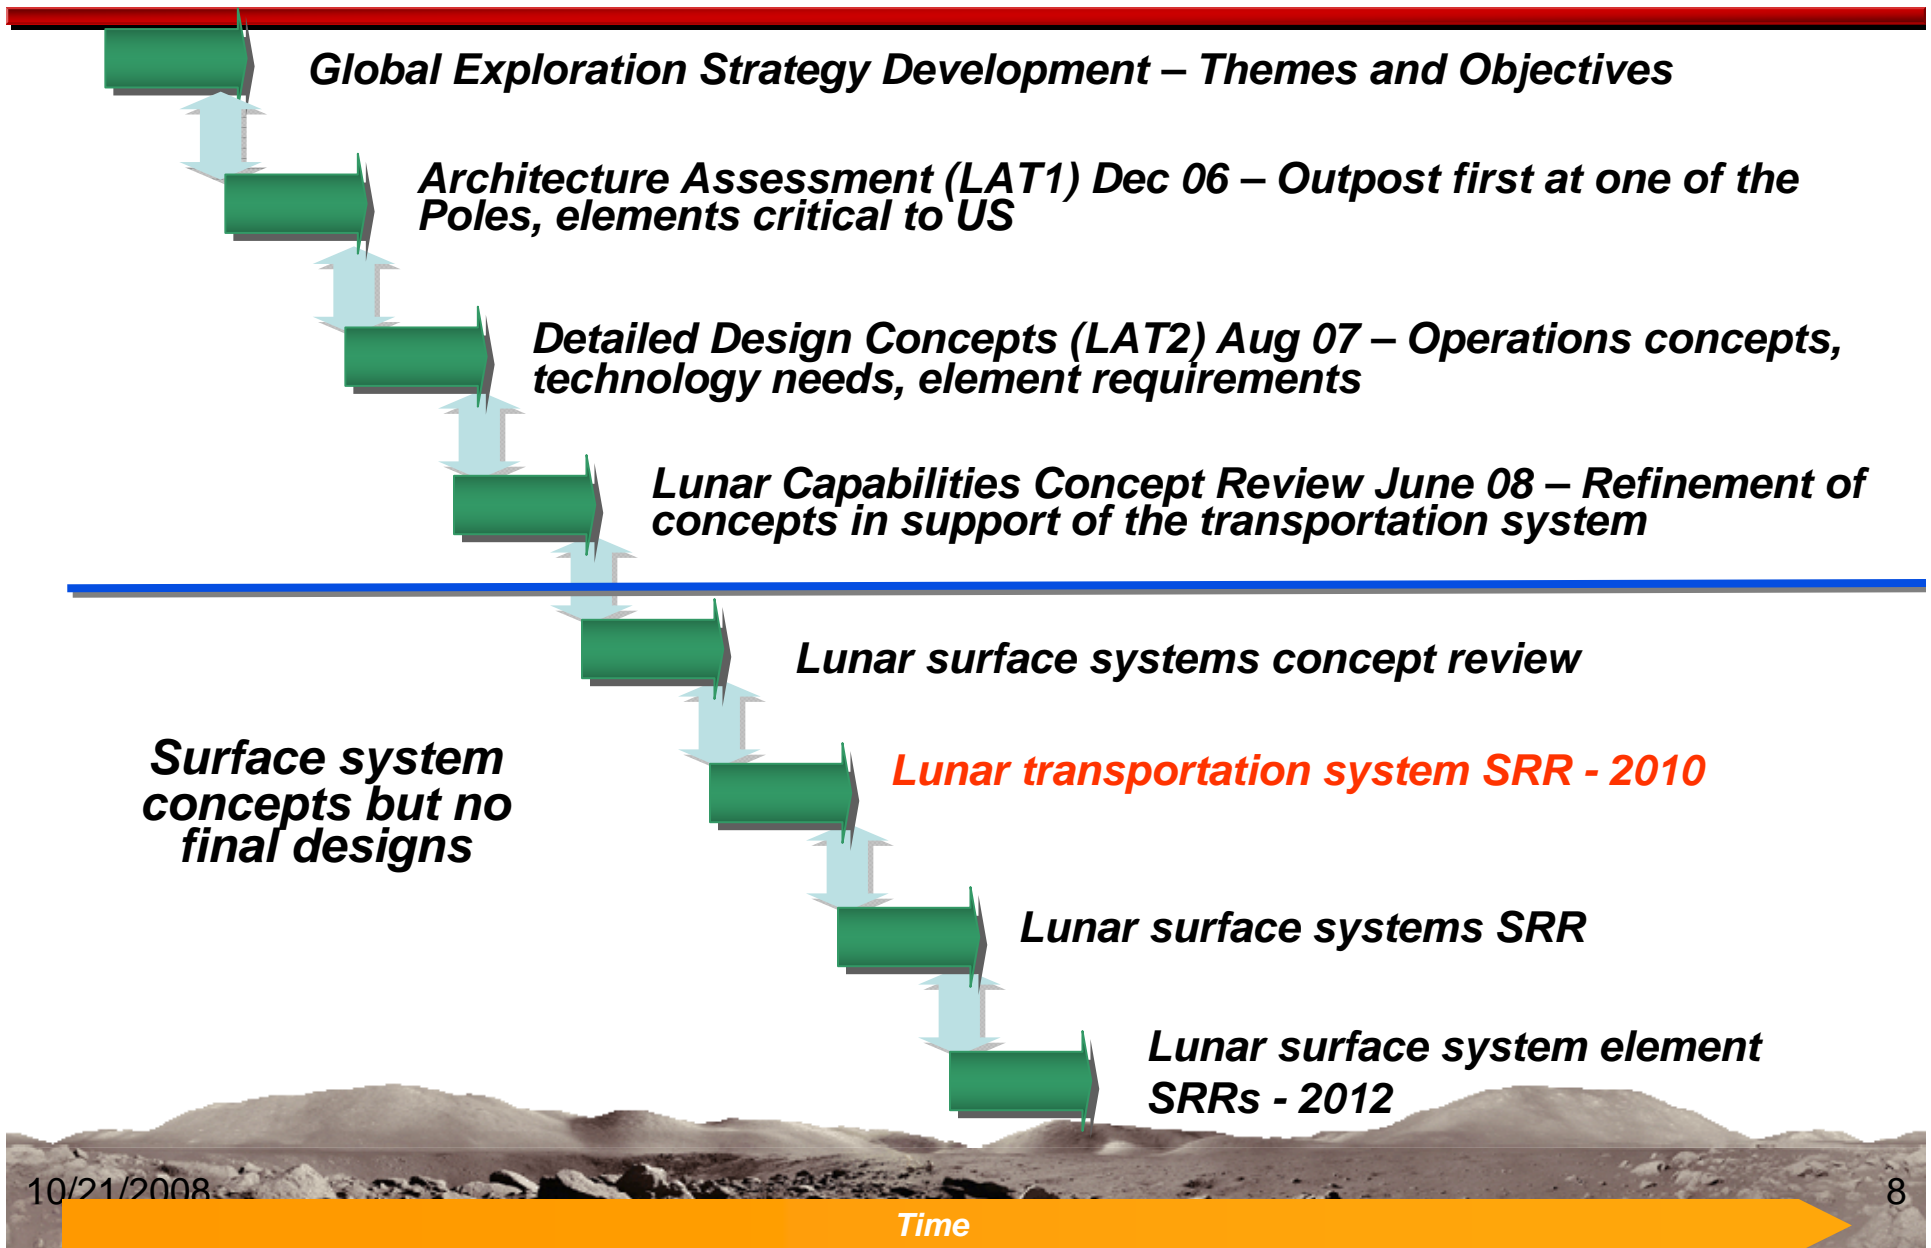 Global Exploration Strategy Development – Themes and Objectives
Architecture Assessment (LAT1) Dec 06 – Outpost first at one of the
Poles, elements critical to US
Detailed Design Concepts (LAT2) Aug 07 – Operations concepts,
technology needs, element requirements
Lunar Capabilities Concept Review June 08 – Refinement of
concepts in support of the transportation system
Lunar surface systems concept review
Surface system
concepts but no
final designs
Lunar transportation system SRR - 2010
Lunar surface systems SRR
Lunar surface system element
SRRs - 2012
10/21/2008
8
Time